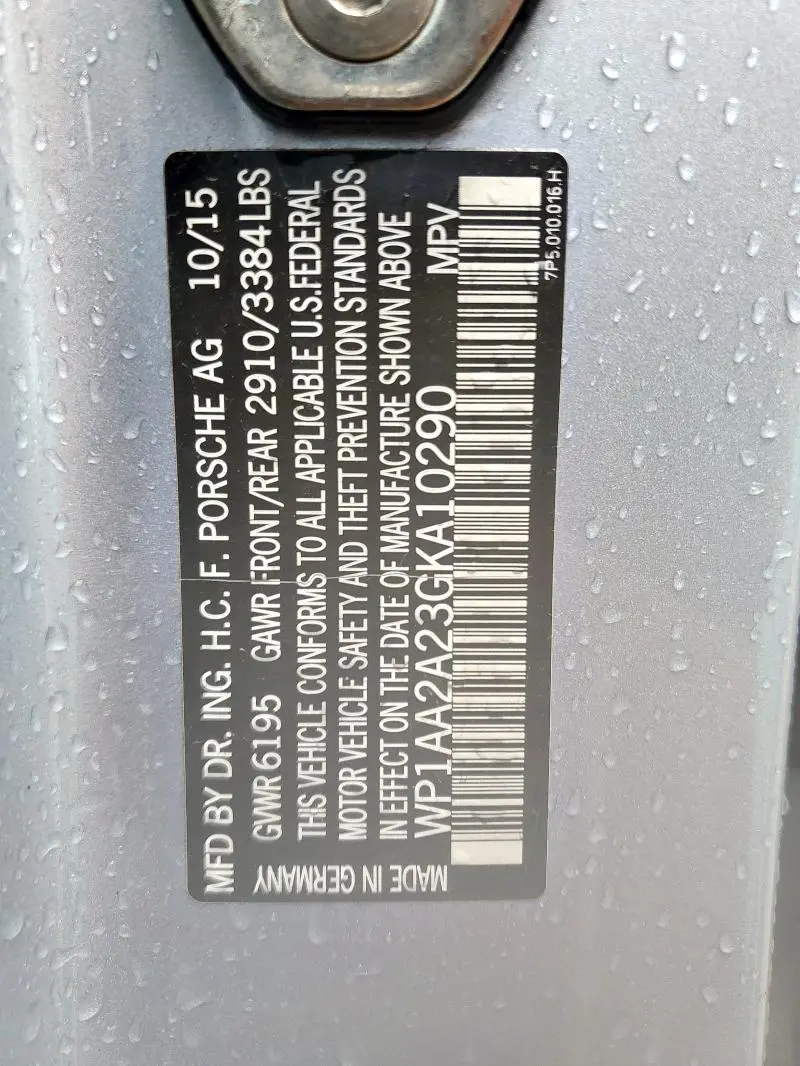 MFD BY DR. ING. H.C. F. PORSCHE AG 10/15
GVWR 6195 GAWR FRONT/REAR 2910/3384LBS
THIS VEHICLE CONFORMS TO ALL APPLICABLE U.S.FEDERAL
MOTOR VEHICLE SAFETY AND THEFT PREVENTION STANDARDS
IN EFFECT ON THE DATE OF MANUFACTURE SHOWN ABOVE
WP1AA2A23GKA10290 MPV
MADE IN GERMANY
7P5.010.016.H